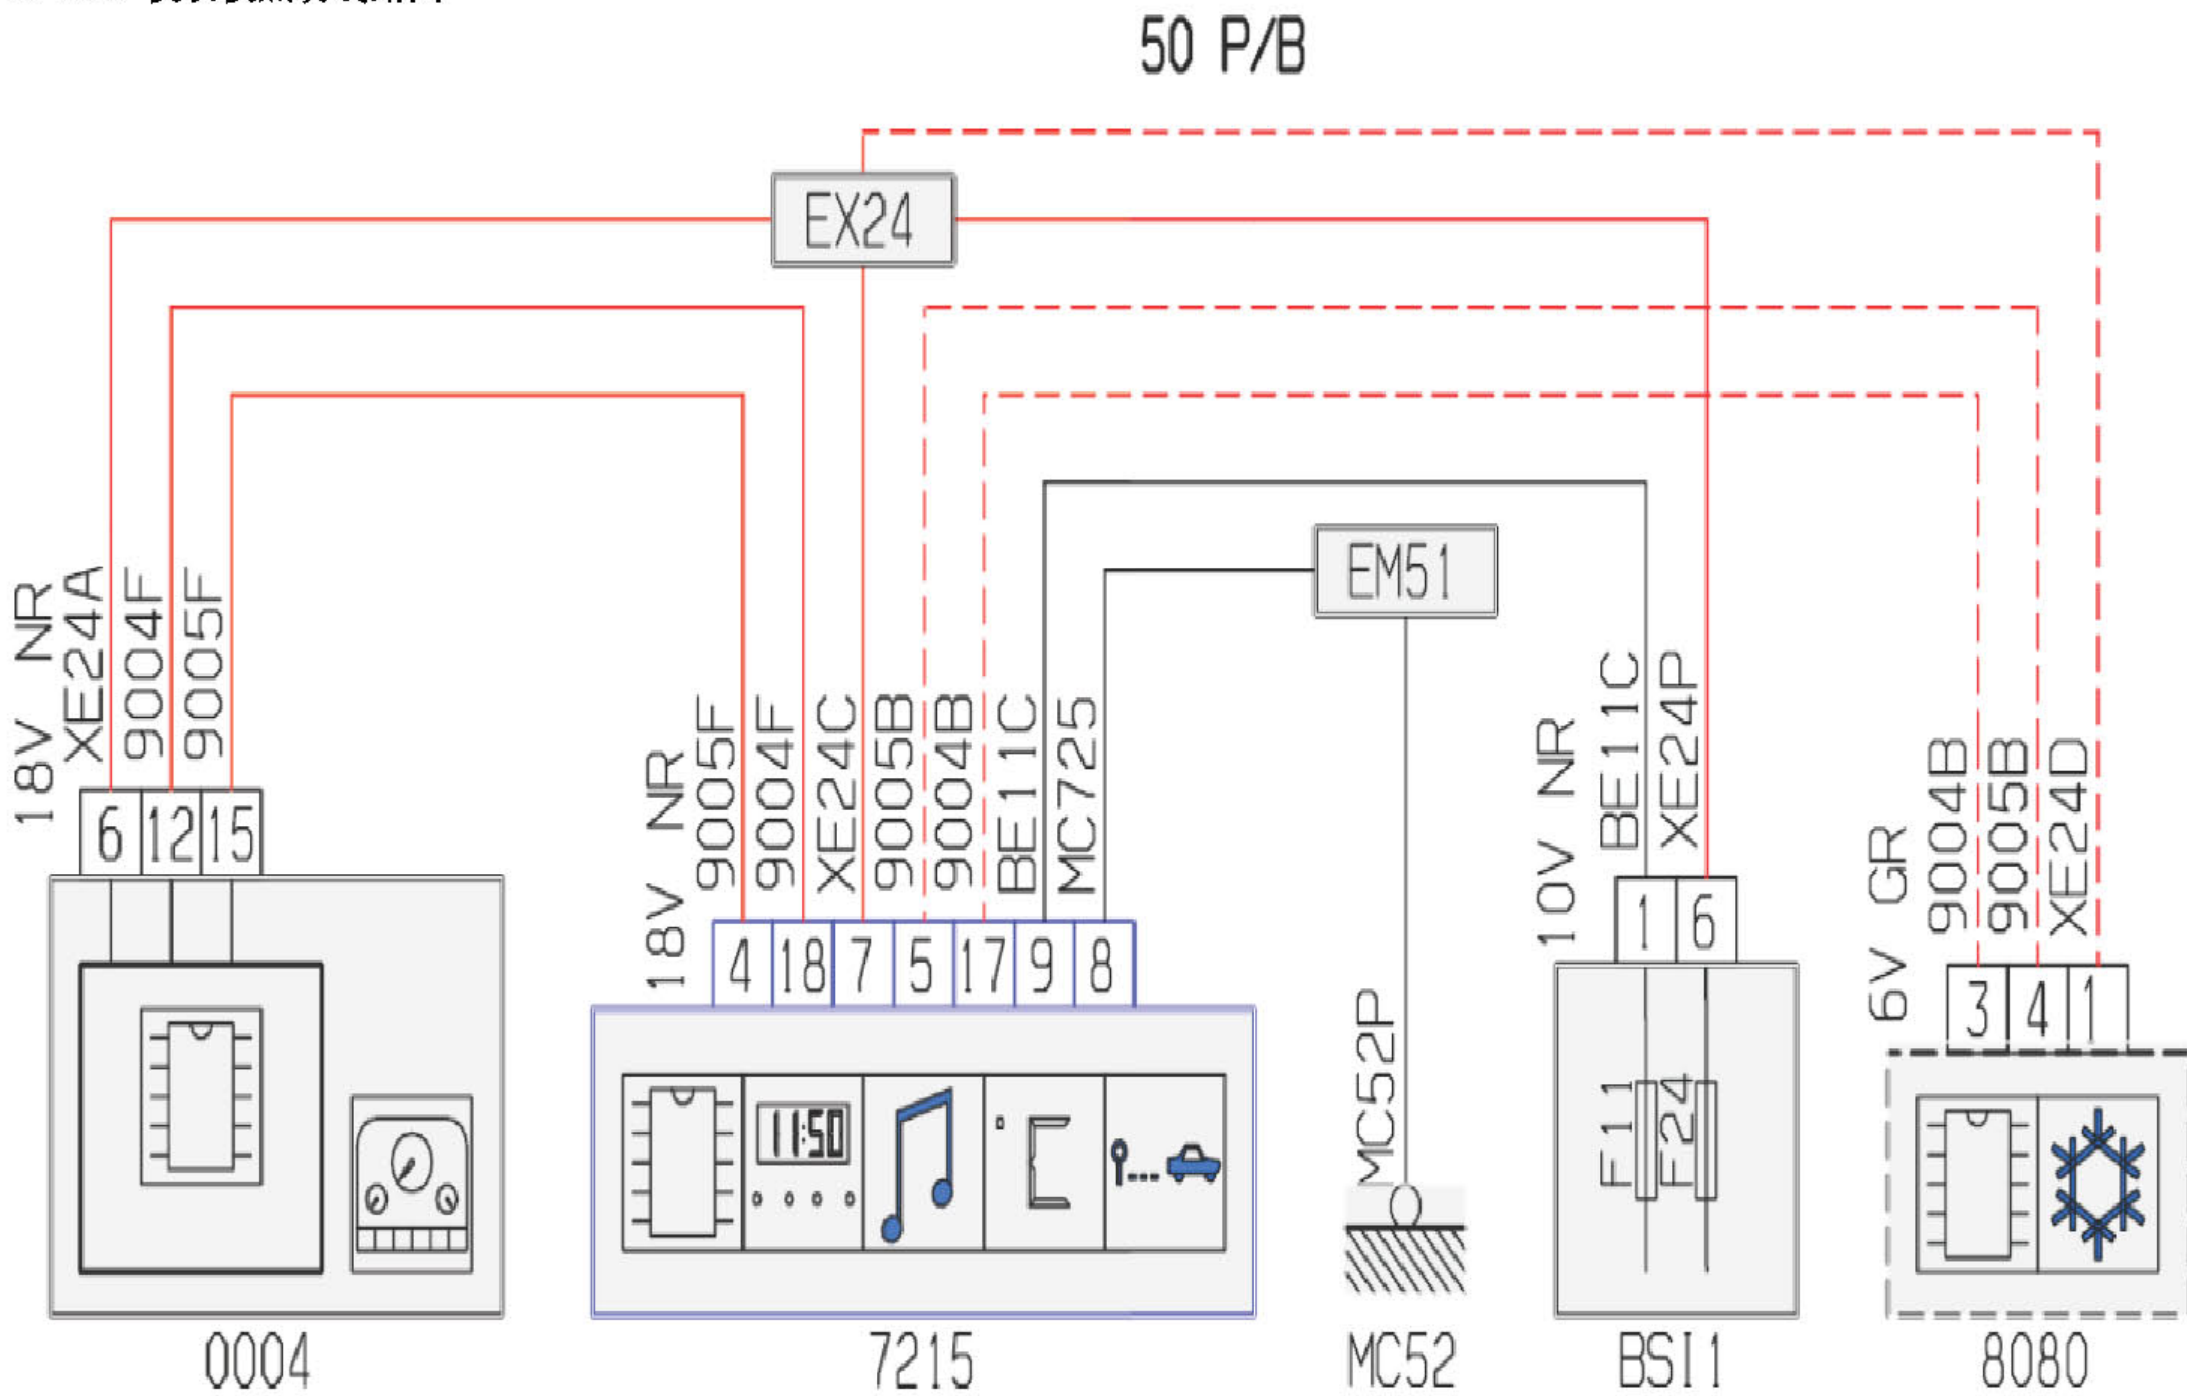 50 P/B
EX24
EM51
18V NR
XE24A
9004F
9005F
6 12 15
0004
18V NR
9005F
9004F
XE24C
9005B
9004B
BE11C
MC725
4 18 7 5 17 9 8
11:50
°C
7215
MC52P
MC52
10V NR
BE11C
XE24P
1 6
F11
F24
BSI1
6V GR
9004B
9005B
XE24D
3 4 1
8080